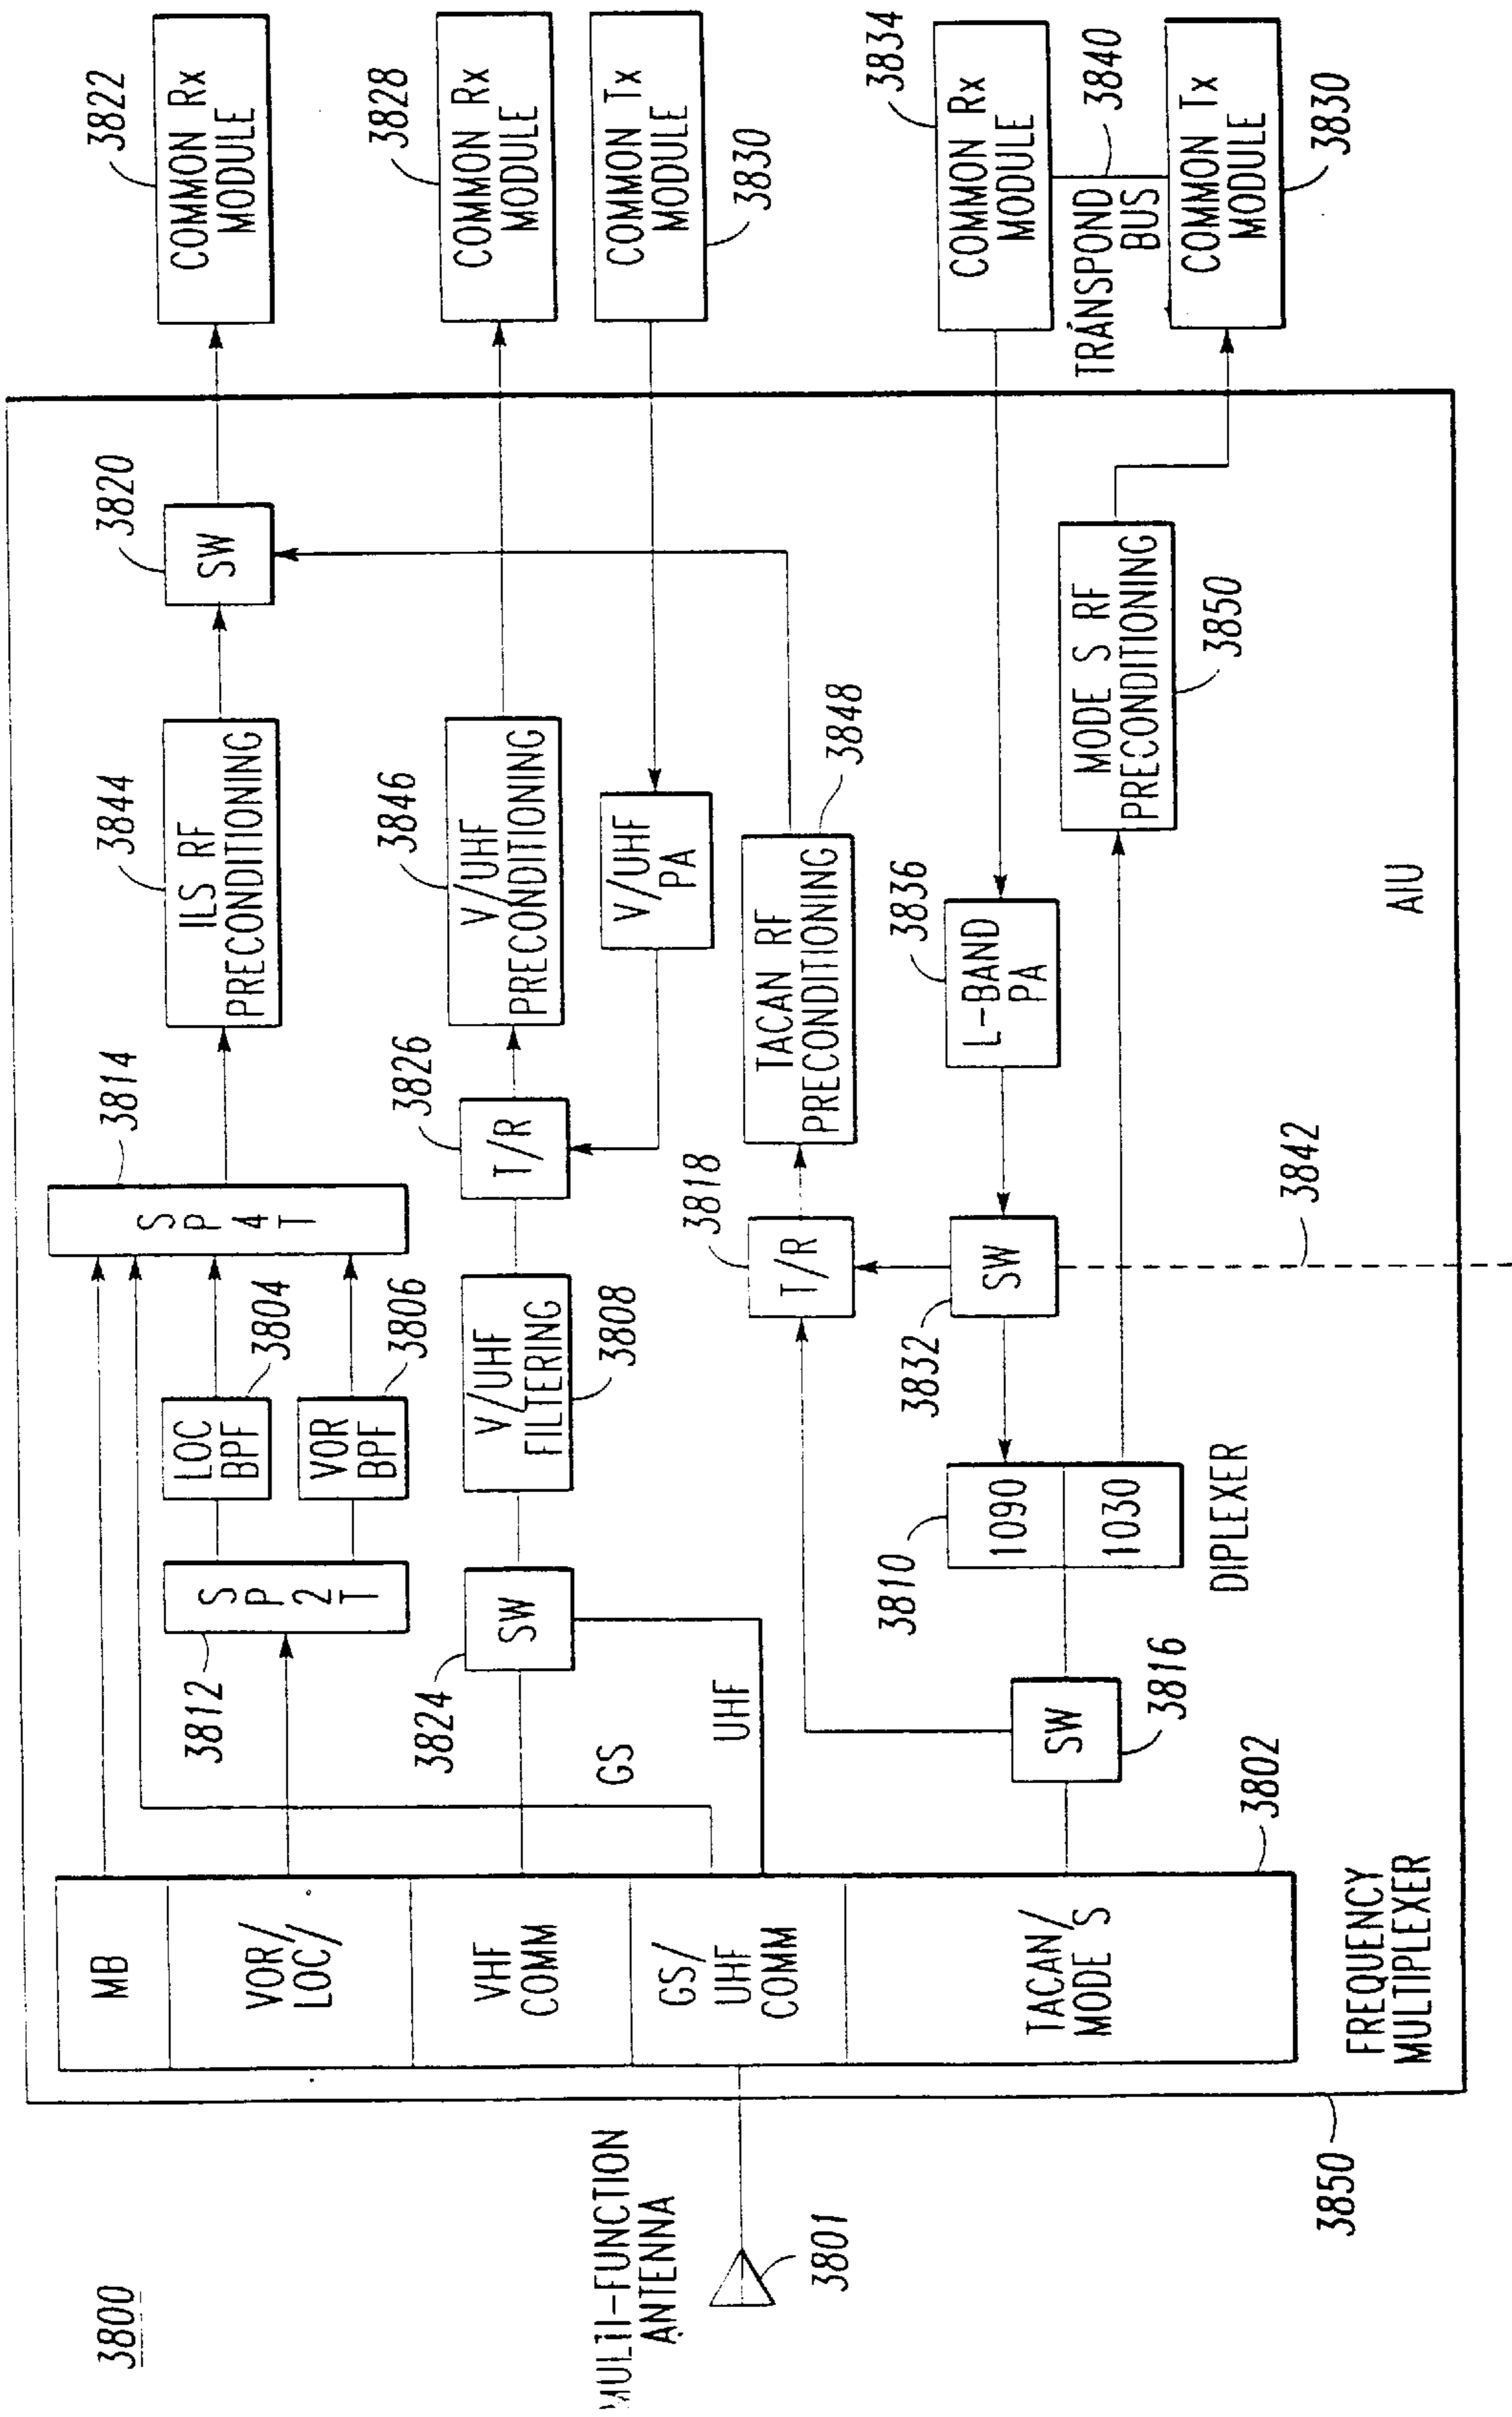 3800
MULTI-FUNCTION
ANTENNA
3801
3850
FREQUENCY
MULTIPLEXER
3802
MB
VOR/
LOC/
VHF
COMM
GS/
UHF
COMM
TACAN/
MODE S
3812
SP2T
LOC
BPF
3804
VOR
BPF
3806
3814
SP4T
3844
ILS RF
PRECONDITIONING
3820
SW
3822
COMMON Rx
MODULE
3824
SW
GS
UHF
V/UHF
FILTERING
3808
3826
T/R
3846
V/UHF
PRECONDITIONING
3828
COMMON Rx
MODULE
V/UHF
PA
COMMON Tx
MODULE
3830
3818
T/R
TACAN RF
PRECONDITIONING
3848
SW
3816
3810
1090
1030
DIPLEXER
3832
SW
3842
3836
L-BAND
PA
MODE S RF
PRECONDITIONING
3850
3834
COMMON Rx
MODULE
TRANSPOND
BUS
3840
COMMON Tx
MODULE
3830
AIU